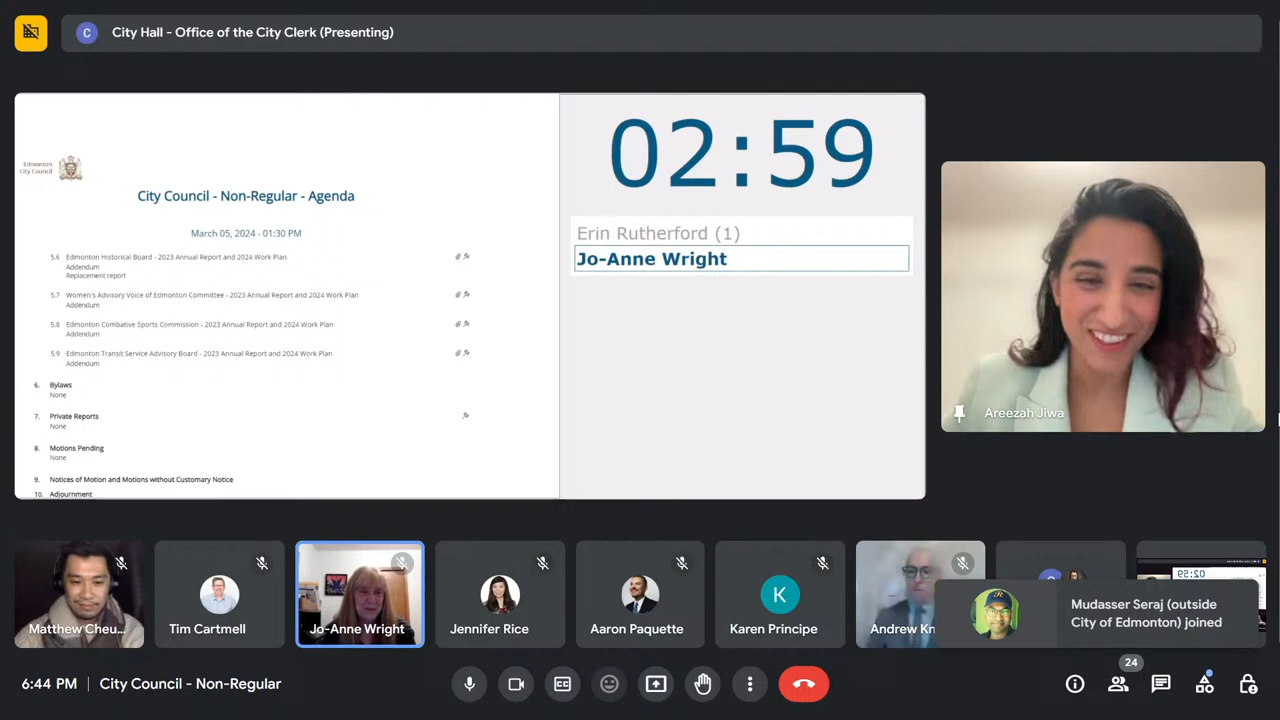 City Hall - Office of the City Clerk (Presenting)
C
Edmonton
City Council
City Council - Non-Regular - Agenda
March 05, 2024 - 01:30 PM
5.6 Edmonton Historical Board - 2023 Annual Report and 2024 Work Plan
Addendum
Replacement report
5.7 Women's Advisory Voice of Edmonton Committee - 2023 Annual Report and 2024 Work Plan
Addendum
5.8 Edmonton Combative Sports Commission - 2023 Annual Report and 2024 Work Plan
Addendum
5.9 Edmonton Transit Service Advisory Board - 2023 Annual Report and 2024 Work Plan
Addendum
6. Bylaws
None
7. Private Reports
None
8. Motions Pending
None
9. Notices of Motion and Motions without Customary Notice
10. Adjournment
02:59
Erin Rutherford (1)
Jo-Anne Wright
Areezah Jiwa
Matthew Cheu...
Tim Cartmell
Jo-Anne Wright
Jennifer Rice
Aaron Paquette
K
Karen Principe
Andrew Kn
Mudasser Seraj (outside
City of Edmonton) joined
02:59
6:44 PM | City Council - Non-Regular
24